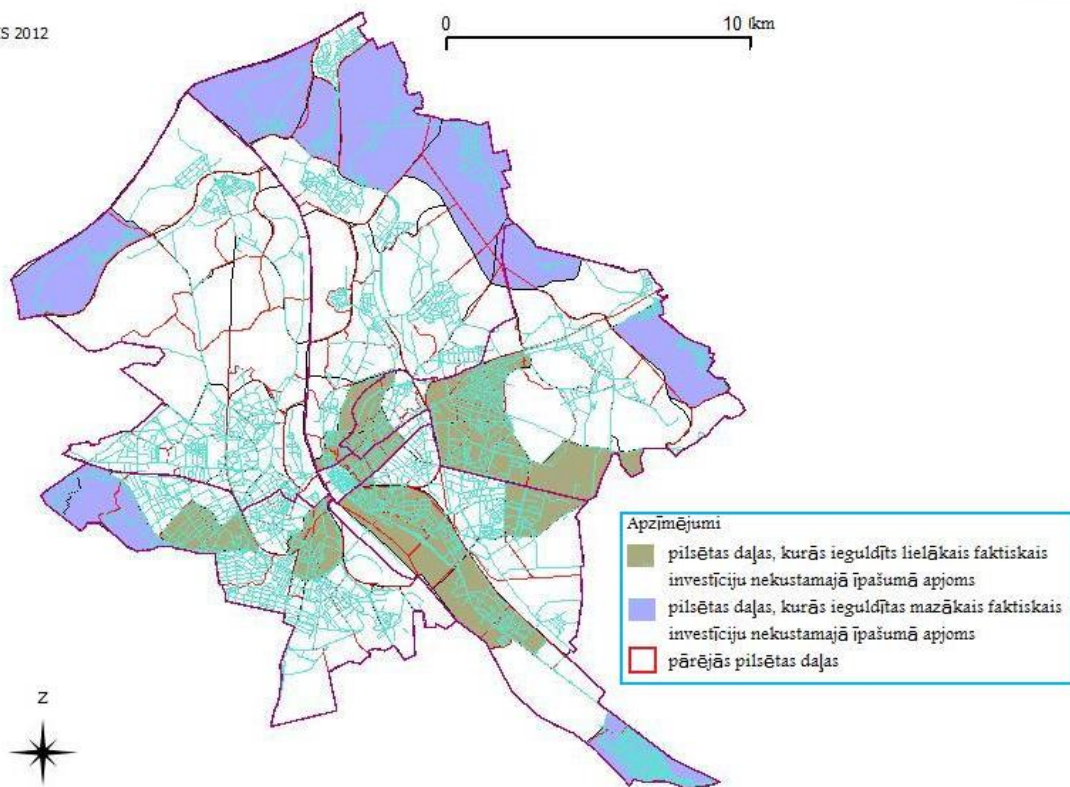 S 2012
0 10 km
Apzīmējumi
pilsētas daļas, kurās ieguldīts lielākais faktiskais
investīciju nekustamajā īpašumā apjoms
pilsētas daļas, kurās ieguldītas mazākais faktiskais
investīciju nekustamajā īpašumā apjoms
pārējās pilsētas daļas
Z